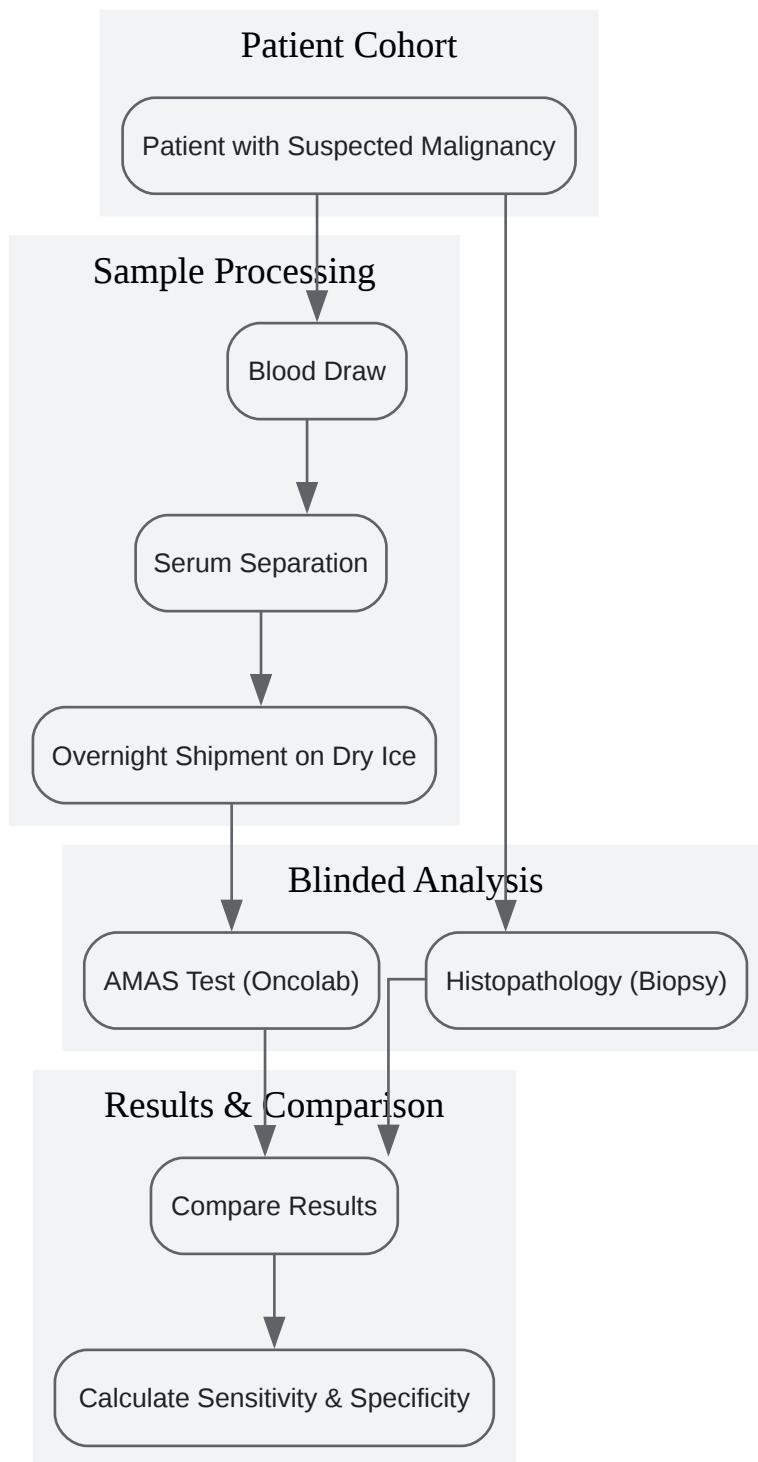 Patient Cohort
Patient with Suspected Malignancy
Sample Processing
Blood Draw
Serum Separation
Overnight Shipment on Dry Ice
Blinded Analysis
AMAS Test (Oncolab)
Histopathology (Biopsy)
Results & Comparison
Compare Results
Calculate Sensitivity & Specificity